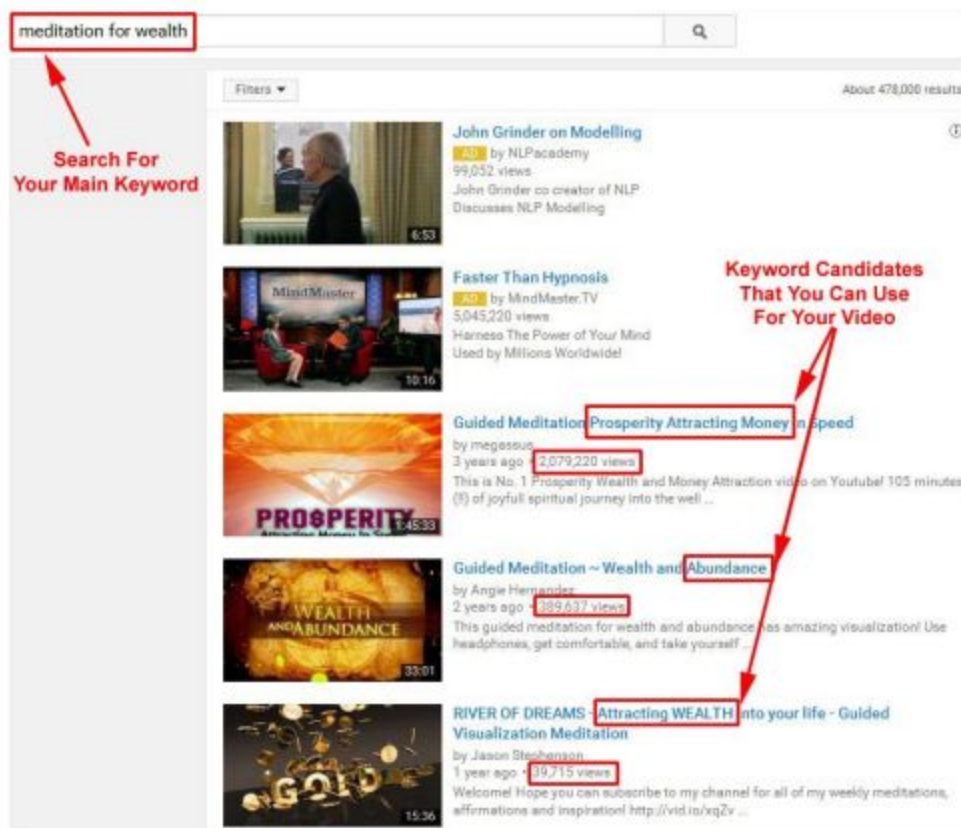 meditation for wealth
Filters
About 478,000 results
Search For
Your Main Keyword
6:53
John Grinder on Modelling
AD by NLPacademy
99,052 views
John Grinder co creator of NLP
Discusses NLP Modelling
Keyword Candidates
That You Can Use
For Your Video
MindMaster
10:16
Faster Than Hypnosis
AD by MindMaster.TV
5,045,220 views
Harness The Power of Your Mind
Used by Millions Worldwide!
PRO$PERITY
Attracting Money In Speed
1:45:33
Guided Meditation Prosperity Attracting Money In Speed
by megassus
3 years ago • 2,079,220 views
This is No. 1 Prosperity Wealth and Money Attraction video on Youtube! 105 minutes
(!!) of joyfull spiritual journey into the well ...
WEALTH
AND ABUNDANCE
33:01
Guided Meditation ~ Wealth and Abundance
by Angie Hernandez
2 years ago • 389,637 views
This guided meditation for wealth and abundance has amazing visualization! Use
headphones, get comfortable, and take yourself ...
GOLD
15:36
RIVER OF DREAMS - Attracting WEALTH into your life - Guided
Visualization Meditation
by Jason Stephenson
1 year ago • 39,715 views
Welcome! Hope you can subscribe to my channel for all of my weekly meditations,
affirmations and inspiration! http://vid.io/xqZv ...